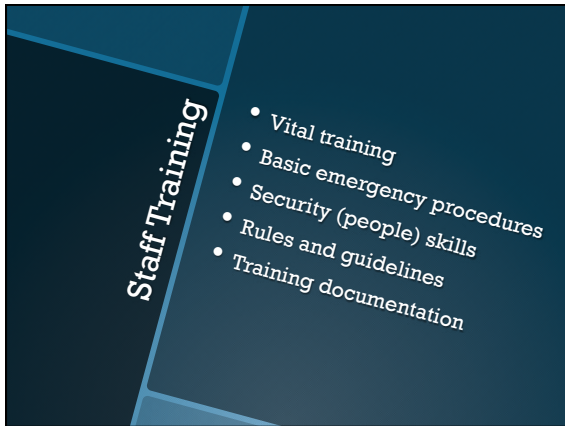 Staff Training
• Vital training
• Basic emergency procedures
• Security (people) skills
• Rules and guidelines
• Training documentation